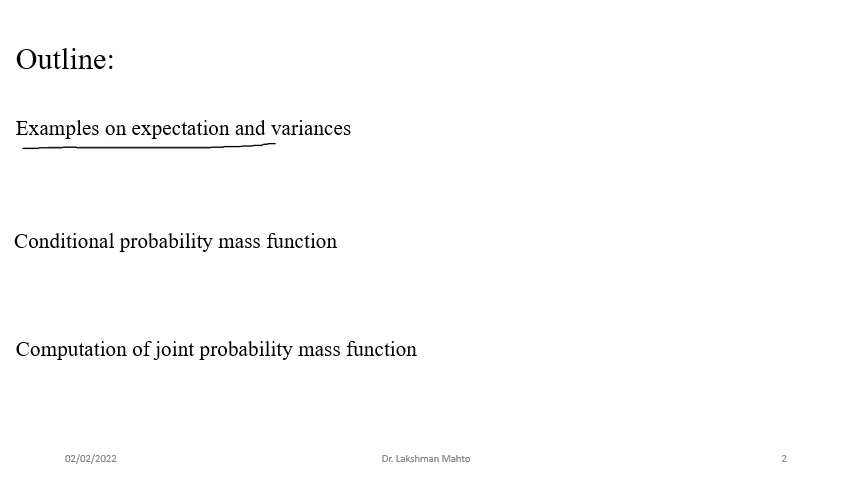 Outline:
Examples on expectation and variances
Conditional probability mass function
Computation of joint probability mass function
02/02/2022 Dr. Lakshman Mahto 2